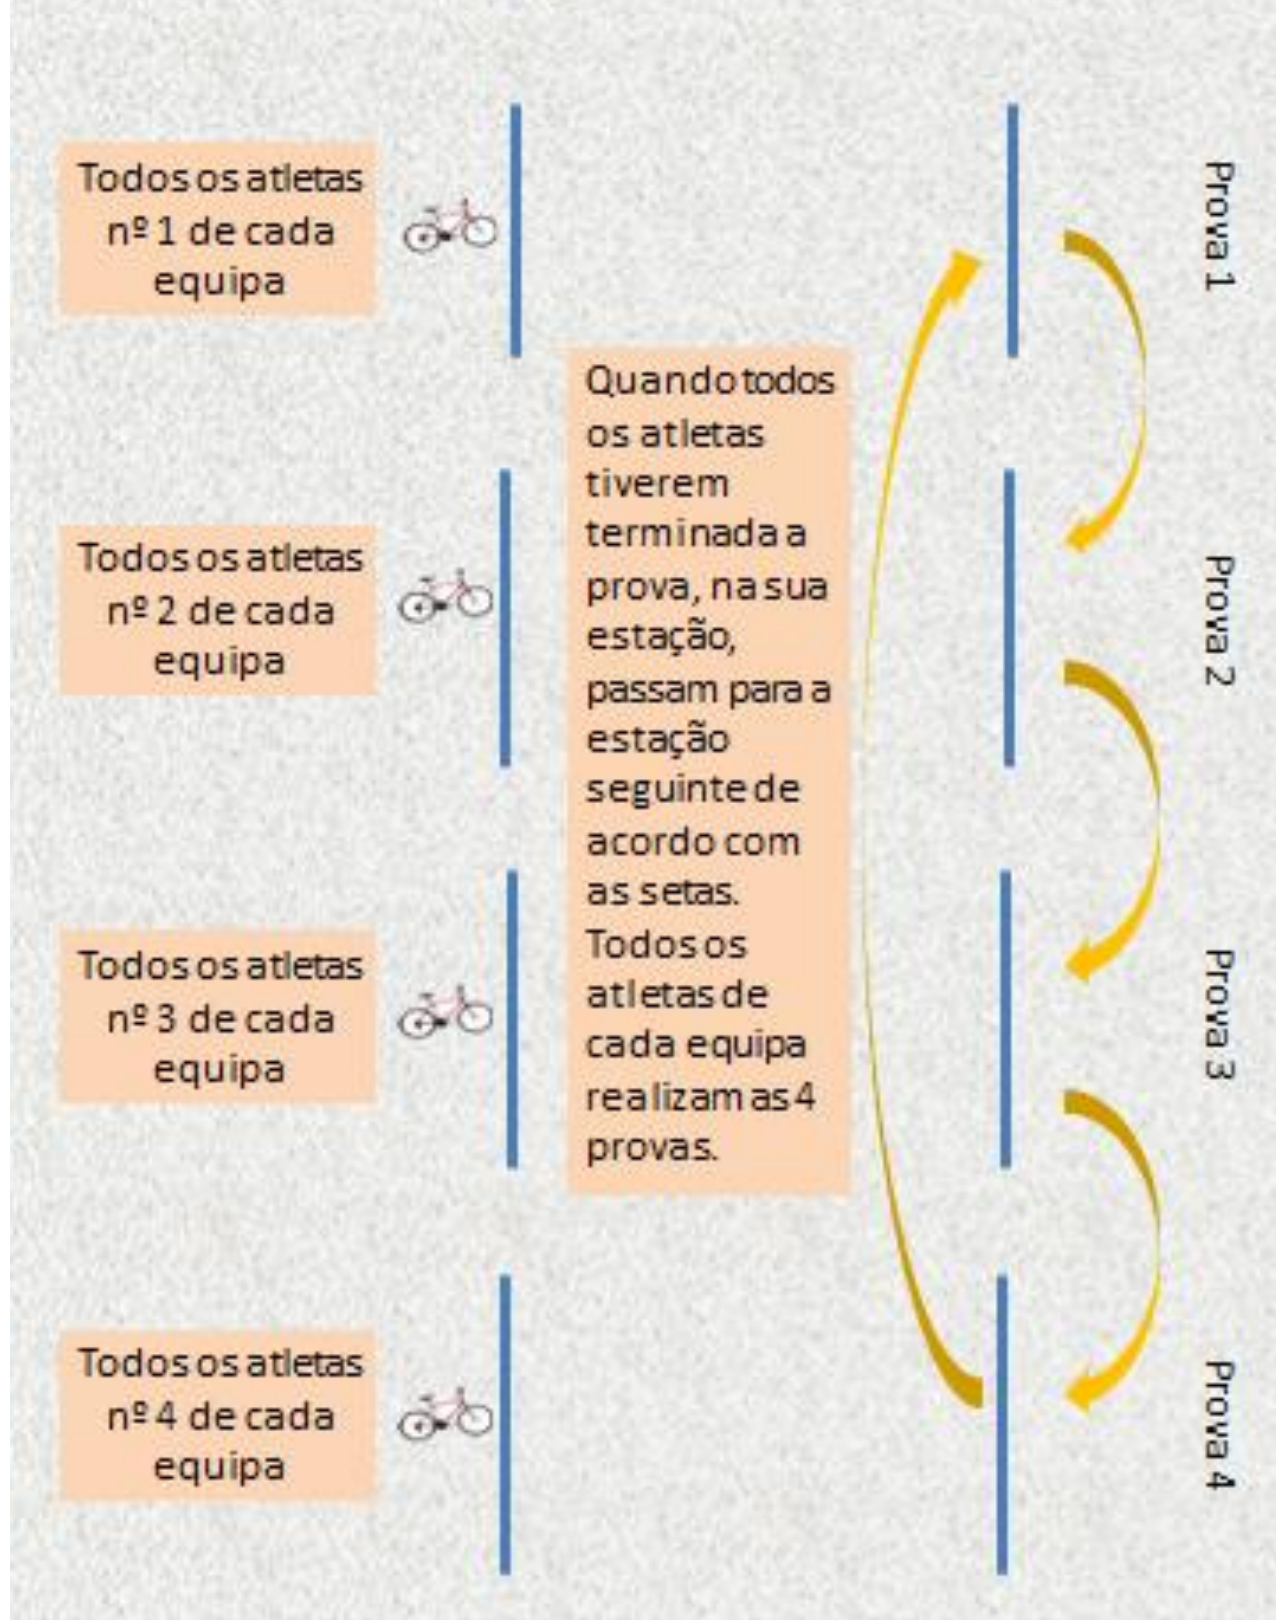 Todos os atletas
nº 1 de cada
equipa
Prova 1
Todos os atletas
nº 2 de cada
equipa
Prova 2
Quando todos
os atletas
tiverem
terminada a
prova, na sua
estação,
passam para a
estação
seguinte de
acordo com
as setas.
Todos os
atletas de
cada equipa
realizam as 4
provas.
Todos os atletas
nº 3 de cada
equipa
Prova 3
Todos os atletas
nº 4 de cada
equipa
Prova 4